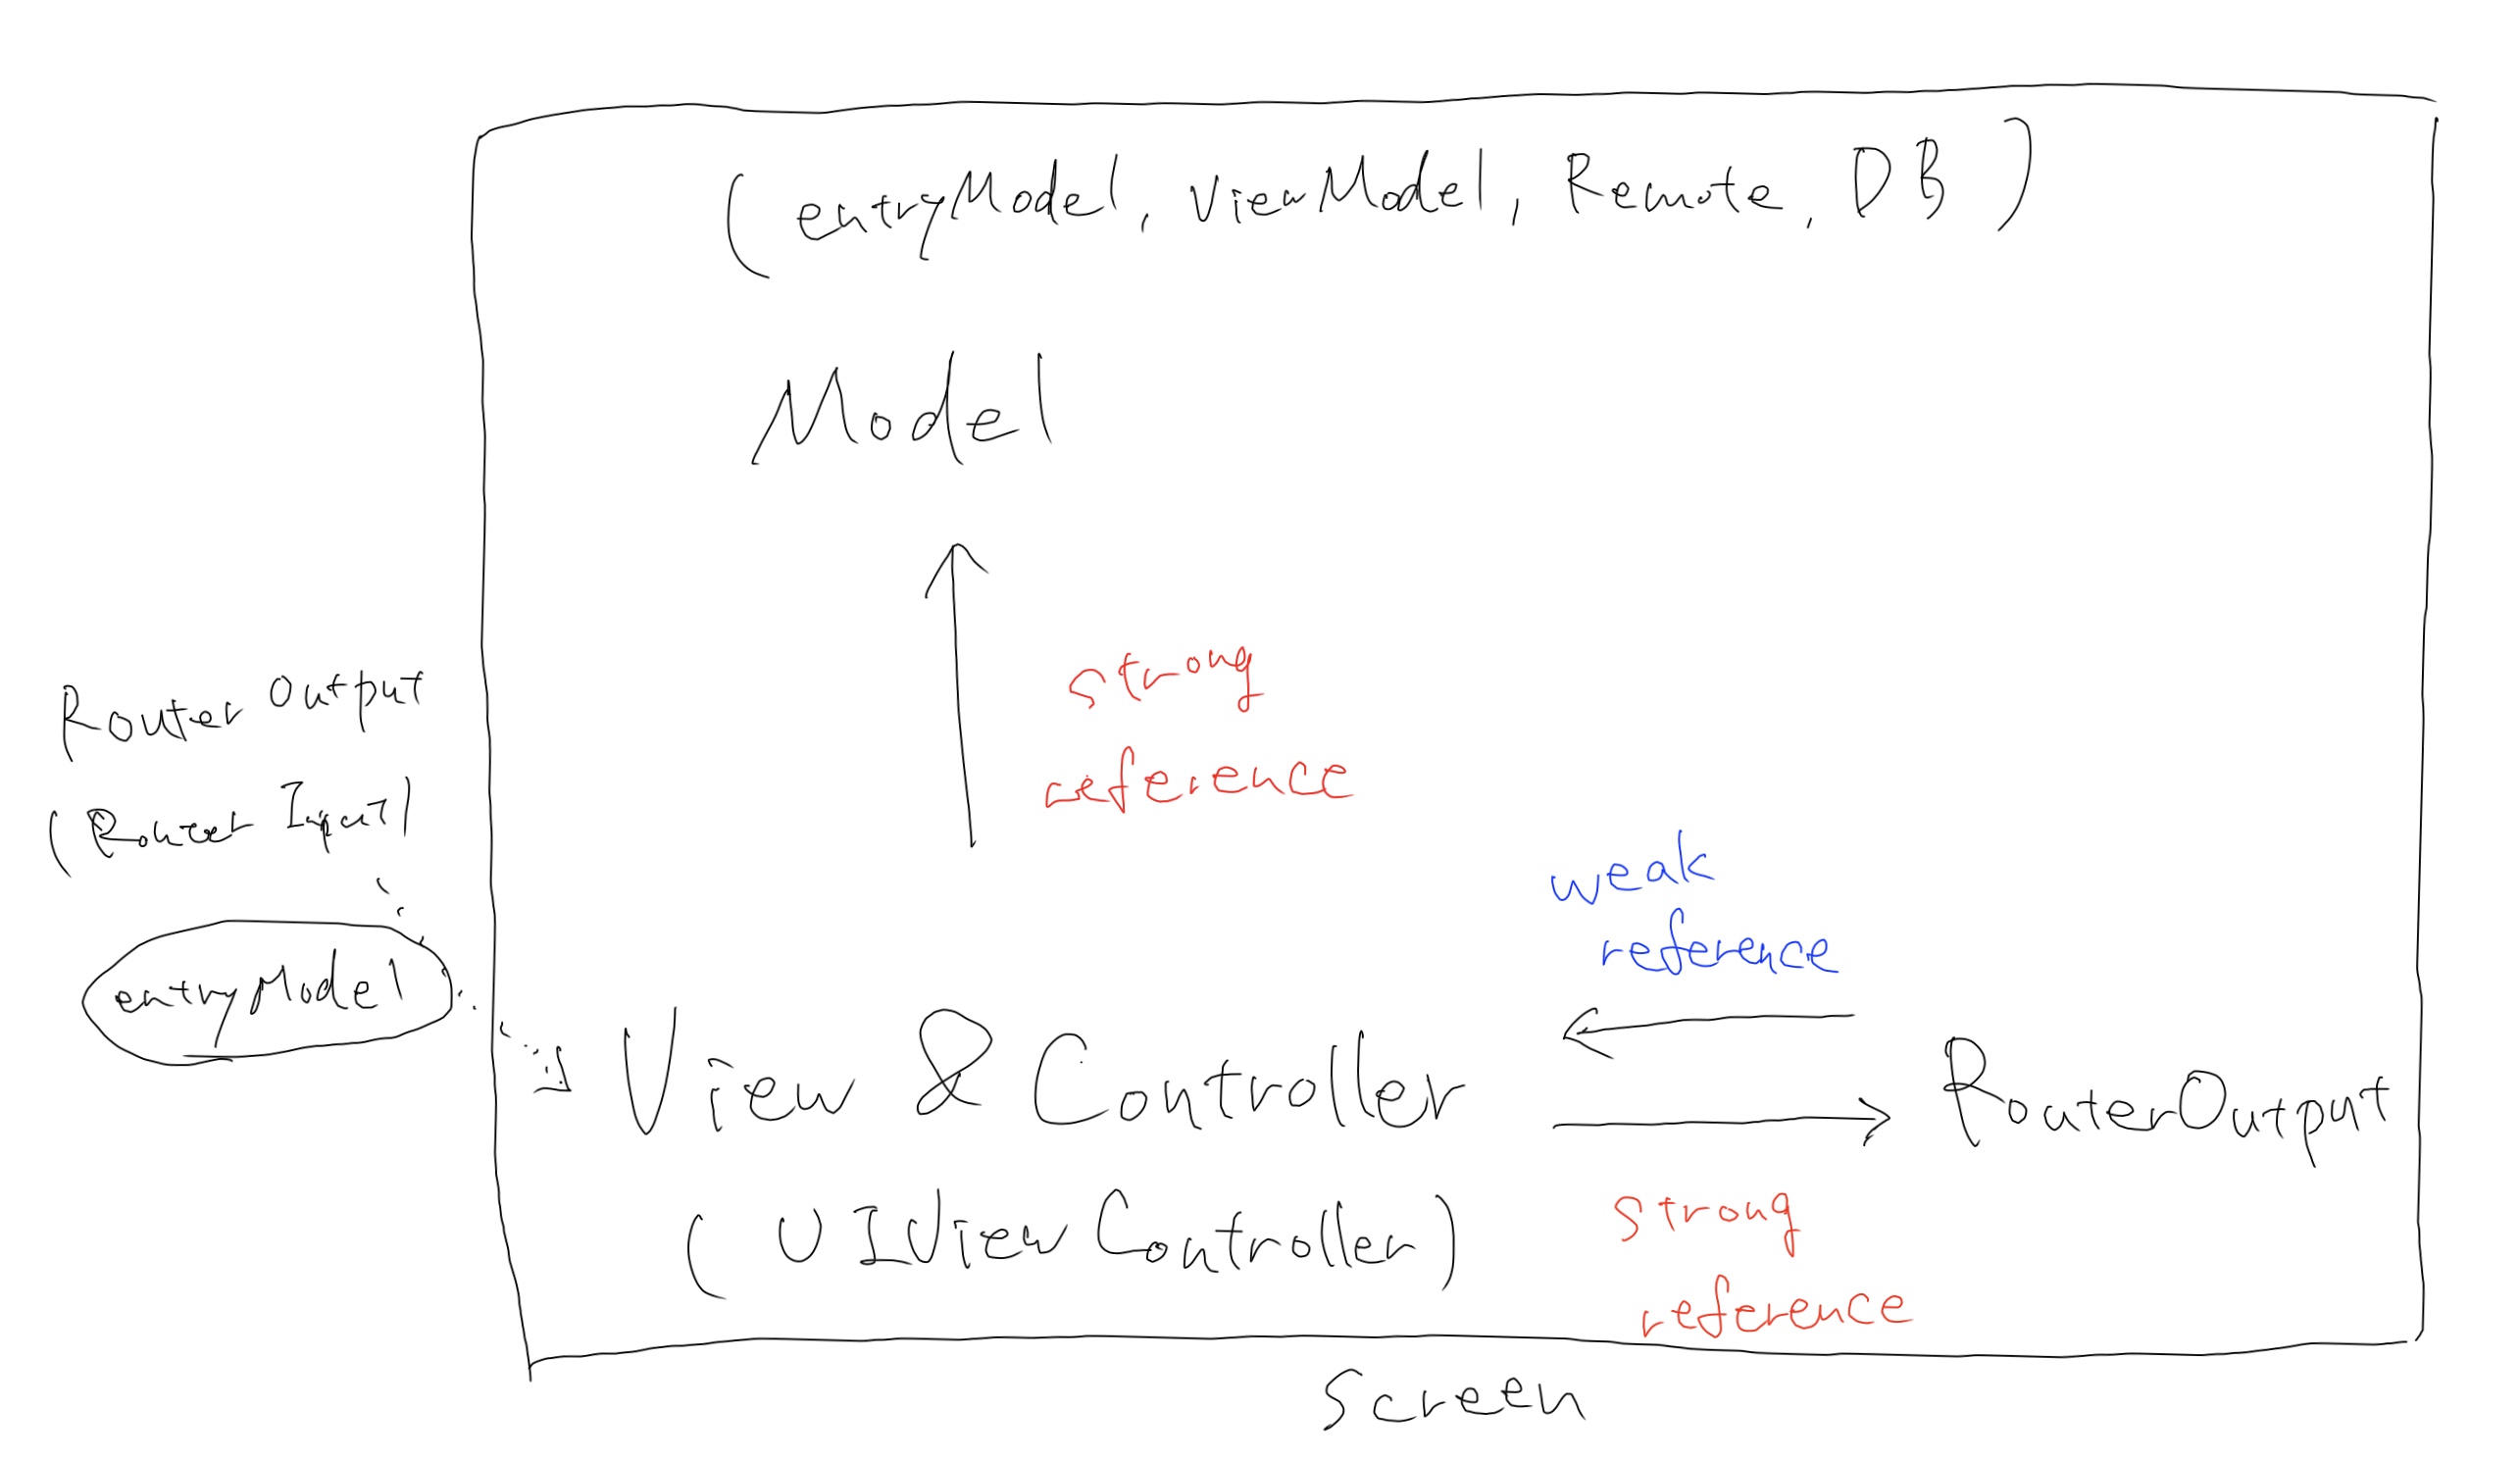 (entryModel, viewModel, Remote, DB)
Model
strong
reference
Router Output
(Router Input)
entryModel
weak
reference
View & Controller
RouterOutput
(UIViewController)
strong
reference
Screen